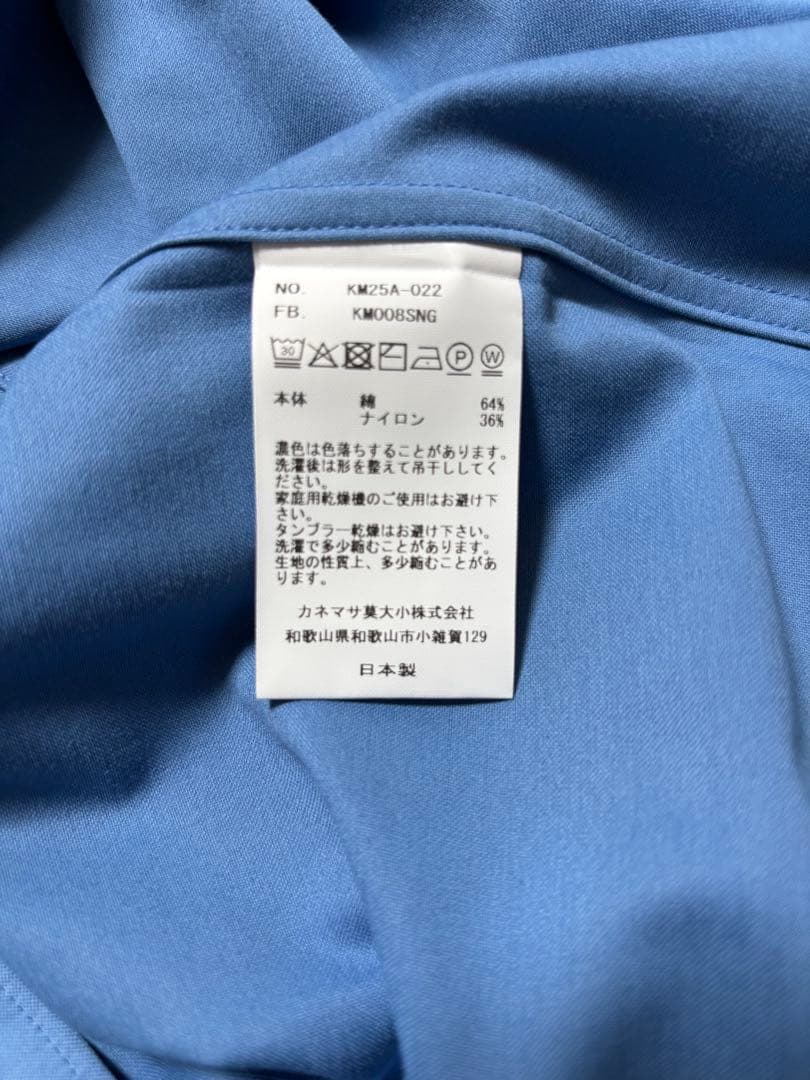 NO. KM25A-022
FB. KM008SNG
30 P W
本体 綿 64%
ナイロン 36%
濃色は色落ちすることがあります。
洗濯後は形を整えて吊干ししてく
ださい。
家庭用乾燥機のご使用はお避け下
さい。
タンブラー乾燥はお避け下さい。
洗濯で多少縮むことがあります。
生地の性質上、多少縮むことがあ
ります。
カネマサ莫大小株式会社
和歌山県和歌山市小雑賀129
日本製